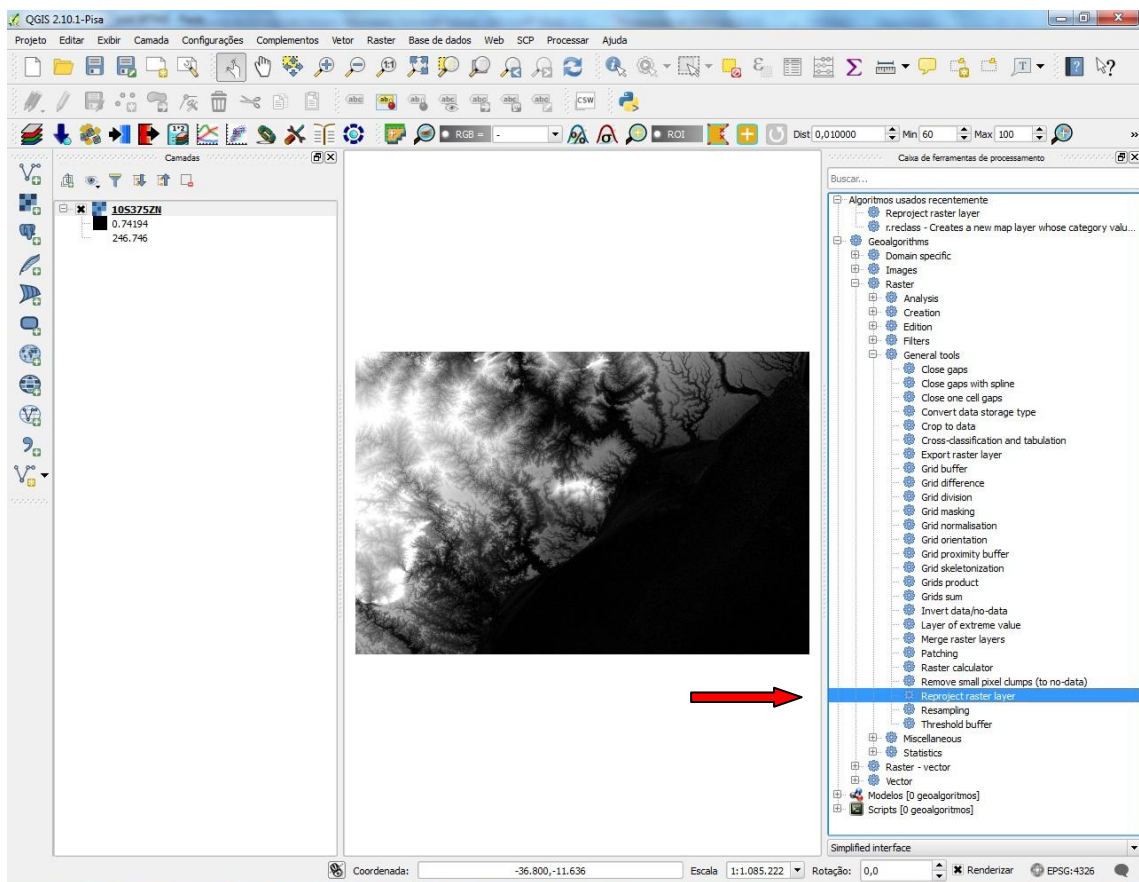 QGIS 2.10.1-Pisa
Projeto Editar Exibir Camada Configurações Complementos Vetor Raster Base de dados Web SCP Processar Ajuda
1:1 Σ T ?
abc abc abc abc abc abc CSW
RGB = - ROI Dist 0,010000 Min 60 Max 100 »
Camadas
10S375ZN
0.74194
246.746
Caixa de ferramentas de processamento
Buscar...
Algoritmos usados recentemente
Reproject raster layer
r.reclass - Creates a new map layer whose category valu...
Geoalgorithms
Domain specific
Images
Raster
Analysis
Creation
Edition
Filters
General tools
Close gaps
Close gaps with spline
Close one cell gaps
Convert data storage type
Crop to data
Cross-classification and tabulation
Export raster layer
Grid buffer
Grid difference
Grid division
Grid masking
Grid normalisation
Grid orientation
Grid proximity buffer
Grid skeletonization
Grids product
Grids sum
Invert data/no-data
Layer of extreme value
Merge raster layers
Patching
Raster calculator
Remove small pixel clumps (to no-data)
Reproject raster layer
Resampling
Threshold buffer
Miscellaneous
Statistics
Raster - vector
Vector
Modelos [0 geoalgoritmos]
Scripts [0 geoalgoritmos]
Simplified interface
Coordenada: -36.800,-11.636 Escala 1:1.085.222 Rotação: 0,0 Renderizar EPSG:4326